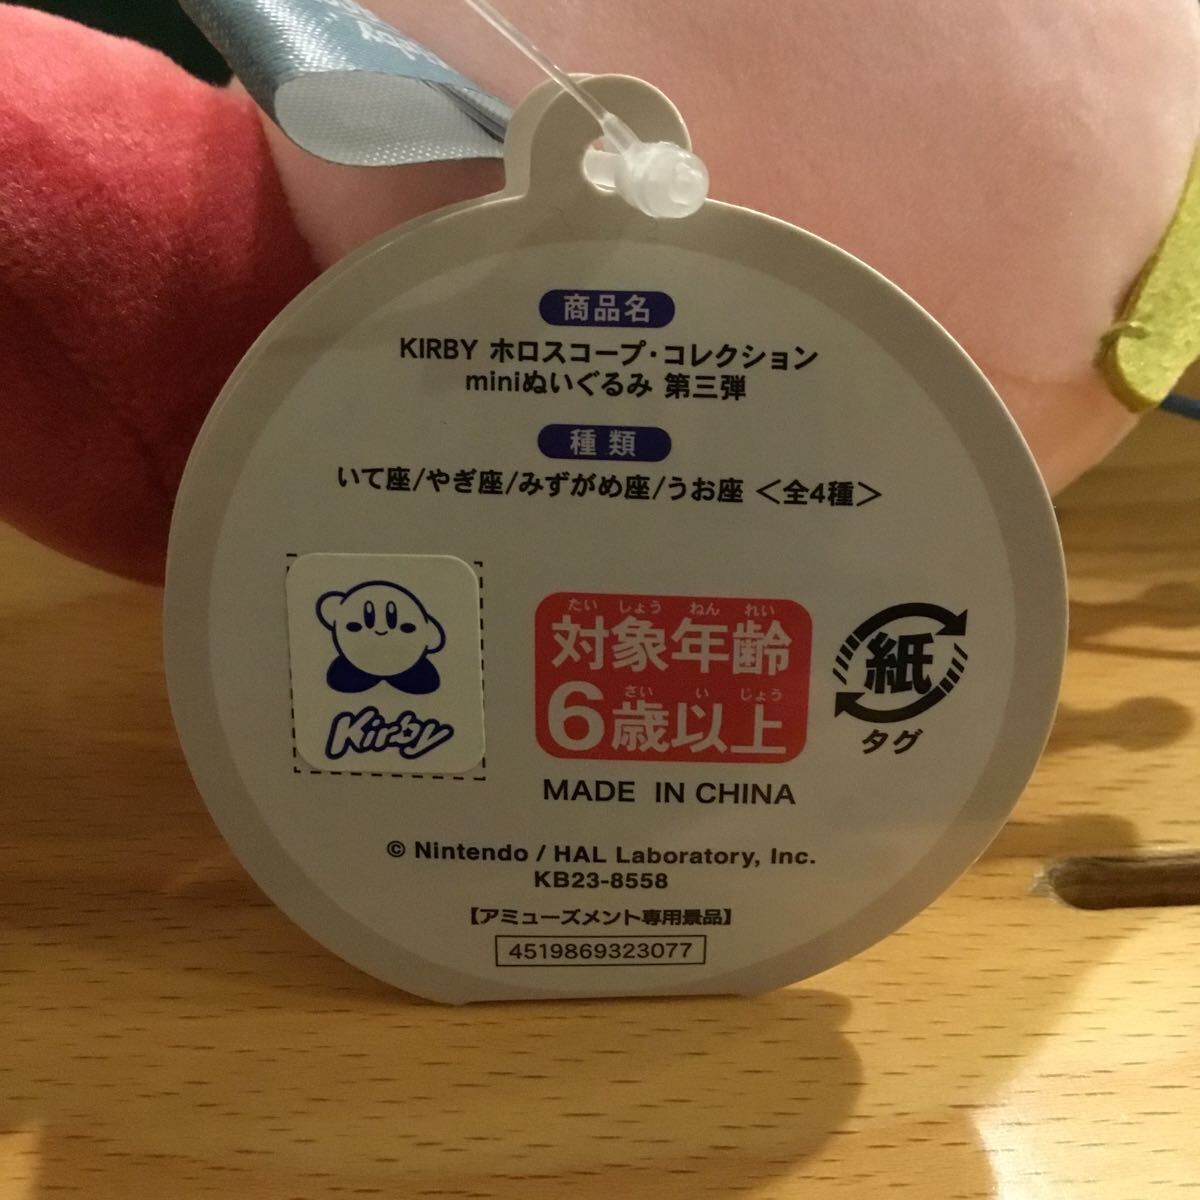 商品名
KIRBY ホロスコープ・コレクション
miniぬいぐるみ 第三弾
種類
いて座/やぎ座/みずがめ座/うお座 <全4種>
Kirby
たいしょうねんれい
対象年齢
さいいじょう
6歳以上
紙
タグ
MADE IN CHINA
© Nintendo / HAL Laboratory, Inc.
KB23-8558
【アミューズメント専用景品】
4519869323077